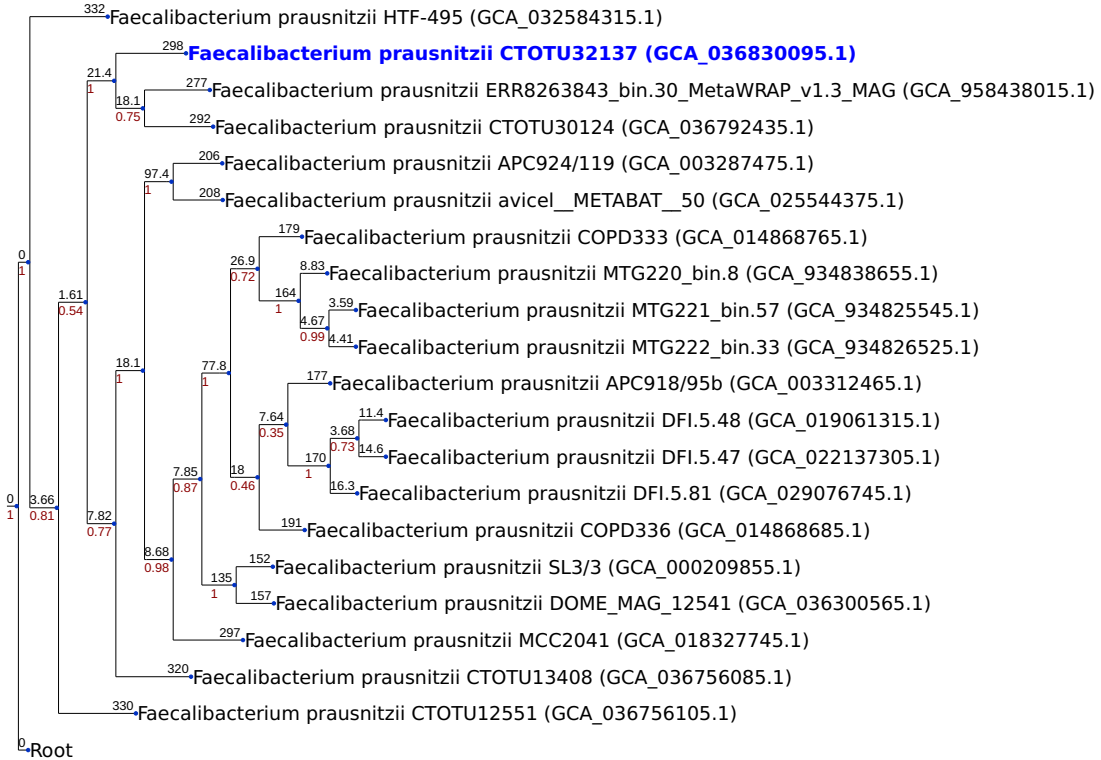 332 Faecalibacterium prausnitzii HTF-495 (GCA_032584315.1)
298 Faecalibacterium prausnitzii CTOTU32137 (GCA_036830095.1)
21.4
1
277 Faecalibacterium prausnitzii ERR8263843_bin.30_MetaWRAP_v1.3_MAG (GCA_958438015.1)
18.1
0.75
292 Faecalibacterium prausnitzii CTOTU30124 (GCA_036792435.1)
206 Faecalibacterium prausnitzii APC924/119 (GCA_003287475.1)
97.4
1
208 Faecalibacterium prausnitzii avicel__METABAT__50 (GCA_025544375.1)
179 Faecalibacterium prausnitzii COPD333 (GCA_014868765.1)
0
1
26.9
0.72
8.83 Faecalibacterium prausnitzii MTG220_bin.8 (GCA_934838655.1)
1.61
0.54
164
1
3.59 Faecalibacterium prausnitzii MTG221_bin.57 (GCA_934825545.1)
4.67
0.99
4.41 Faecalibacterium prausnitzii MTG222_bin.33 (GCA_934826525.1)
18.1
1
77.8
1
177 Faecalibacterium prausnitzii APC918/95b (GCA_003312465.1)
11.4 Faecalibacterium prausnitzii DFI.5.48 (GCA_019061315.1)
7.64
0.35
3.68
0.73
14.6 Faecalibacterium prausnitzii DFI.5.47 (GCA_022137305.1)
170
1
7.85
0.87
18
0.46
16.3 Faecalibacterium prausnitzii DFI.5.81 (GCA_029076745.1)
0
1
3.66
0.81
7.82
0.77
191 Faecalibacterium prausnitzii COPD336 (GCA_014868685.1)
8.68
0.98
152 Faecalibacterium prausnitzii SL3/3 (GCA_000209855.1)
135
1
157 Faecalibacterium prausnitzii DOME_MAG_12541 (GCA_036300565.1)
297 Faecalibacterium prausnitzii MCC2041 (GCA_018327745.1)
320 Faecalibacterium prausnitzii CTOTU13408 (GCA_036756085.1)
330 Faecalibacterium prausnitzii CTOTU12551 (GCA_036756105.1)
0 Root